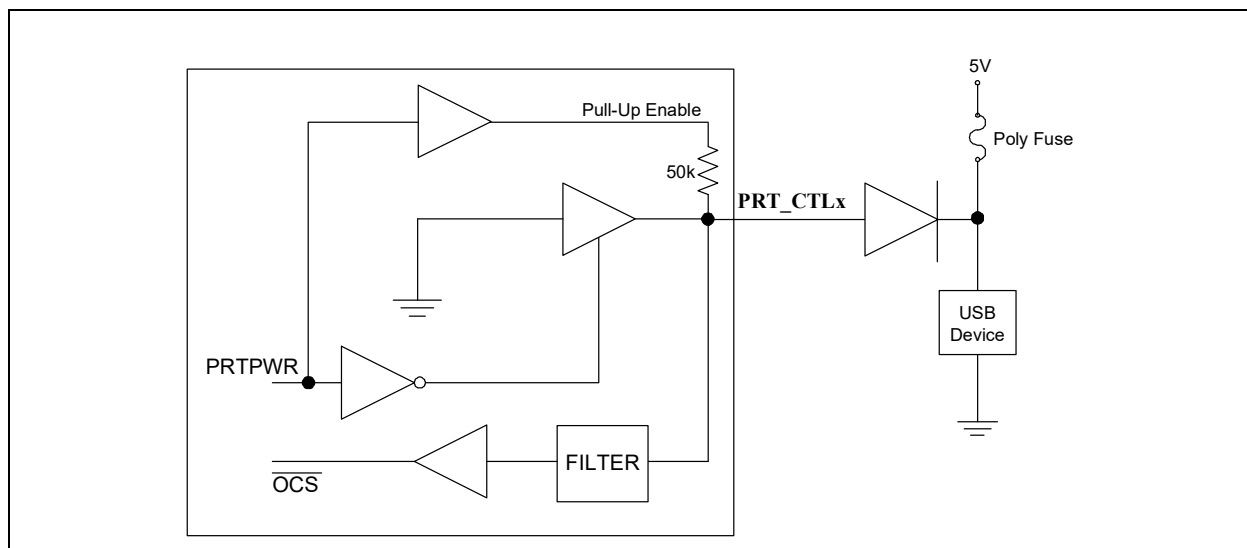 5V
Poly Fuse
Pull-Up Enable
50k
PRT_CTLx
USB
Device
PRTPWR
FILTER
OCS